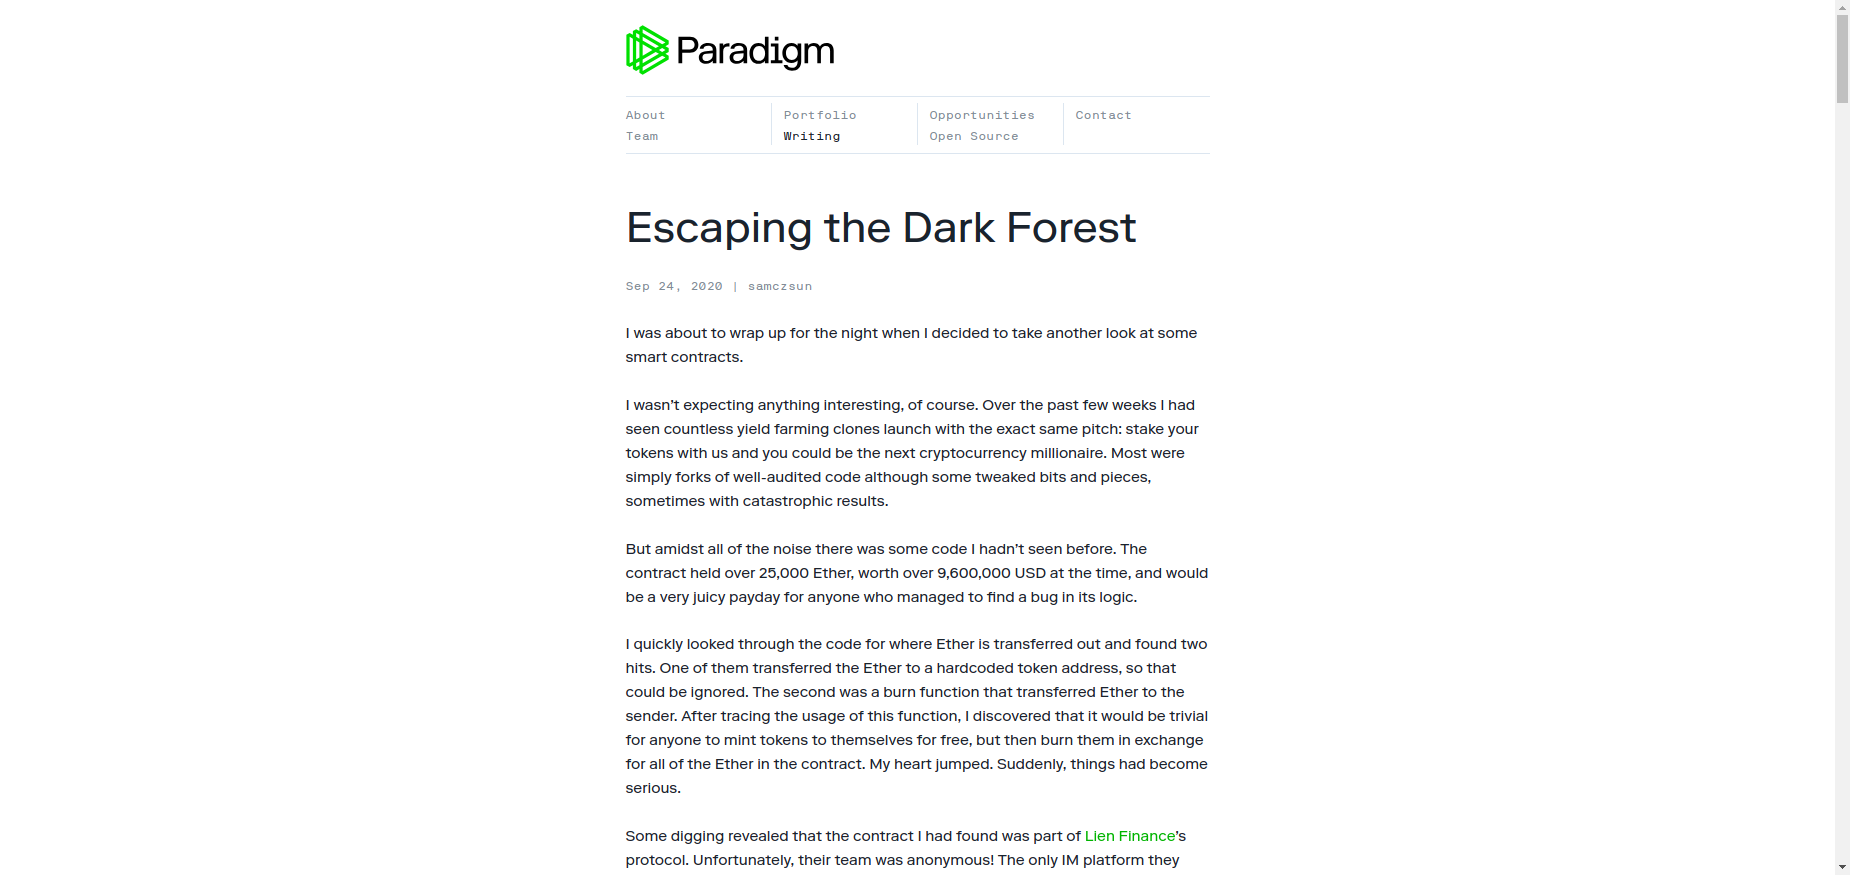 Paradigm
About
Team
Portfolio
Writing
Opportunities
Open Source
Contact
Escaping the Dark Forest
Sep 24, 2020 | samczsun
I was about to wrap up for the night when I decided to take another look at some
smart contracts.
I wasn’t expecting anything interesting, of course. Over the past few weeks I had
seen countless yield farming clones launch with the exact same pitch: stake your
tokens with us and you could be the next cryptocurrency millionaire. Most were
simply forks of well-audited code although some tweaked bits and pieces,
sometimes with catastrophic results.
But amidst all of the noise there was some code I hadn’t seen before. The
contract held over 25,000 Ether, worth over 9,600,000 USD at the time, and would
be a very juicy payday for anyone who managed to find a bug in its logic.
I quickly looked through the code for where Ether is transferred out and found two
hits. One of them transferred the Ether to a hardcoded token address, so that
could be ignored. The second was a burn function that transferred Ether to the
sender. After tracing the usage of this function, I discovered that it would be trivial
for anyone to mint tokens to themselves for free, but then burn them in exchange
for all of the Ether in the contract. My heart jumped. Suddenly, things had become
serious.
Some digging revealed that the contract I had found was part of Lien Finance’s
protocol. Unfortunately, their team was anonymous! The only IM platform they